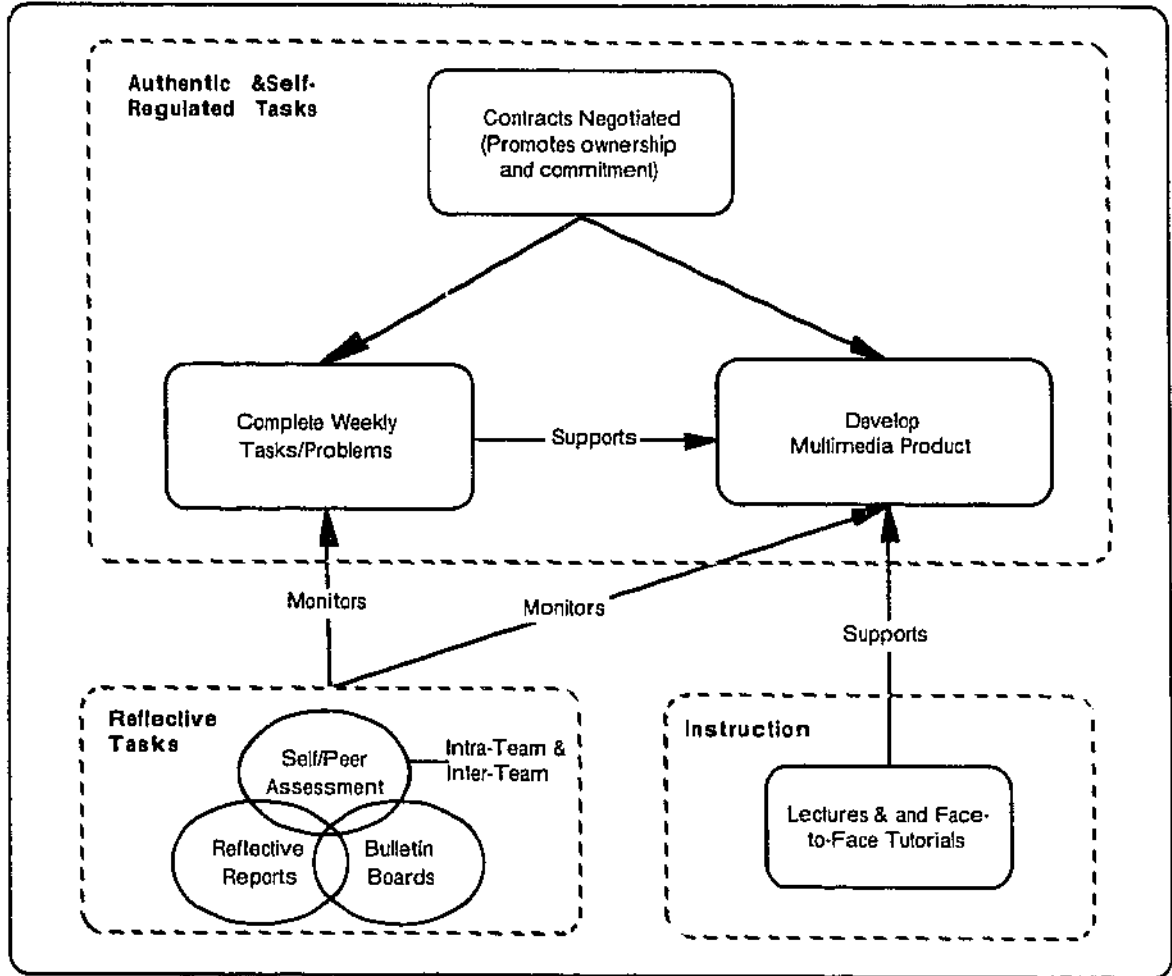 Authentic &Self-
Regulated Tasks
Contracts Negotiated
(Promotes ownership
and commitment)
Complete Weekly
Tasks/Problems
Supports
Develop
Multimedia Product
Monitors
Monitors
Supports
Reflective
Tasks
Self/Peer
Assessment
Intra-Team &
Inter-Team
Reflective
Reports
Bulletin
Boards
Instruction
Lectures & and Face-
to-Face Tutorials